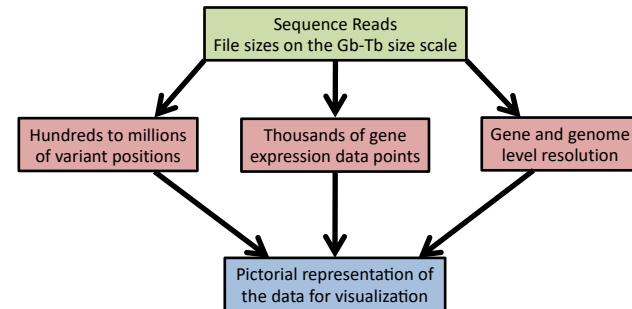 Sequence Reads
File sizes on the Gb-Tb size scale
Hundreds to millions
of variant positions
Thousands of gene
expression data points
Gene and genome
level resolution
Pictorial representation of
the data for visualization